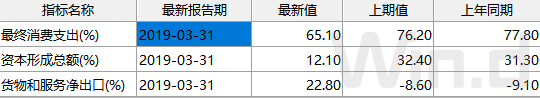 指标名称 最新报告期 最新值 上期值 上年同期
最终消费支出(%) 2019-03-31 65.10 76.20 77.80
资本形成总额(%) 2019-03-31 12.10 32.40 31.30
货物和服务净出口(%) 2019-03-31 22.80 -8.60 -9.10
Win.d